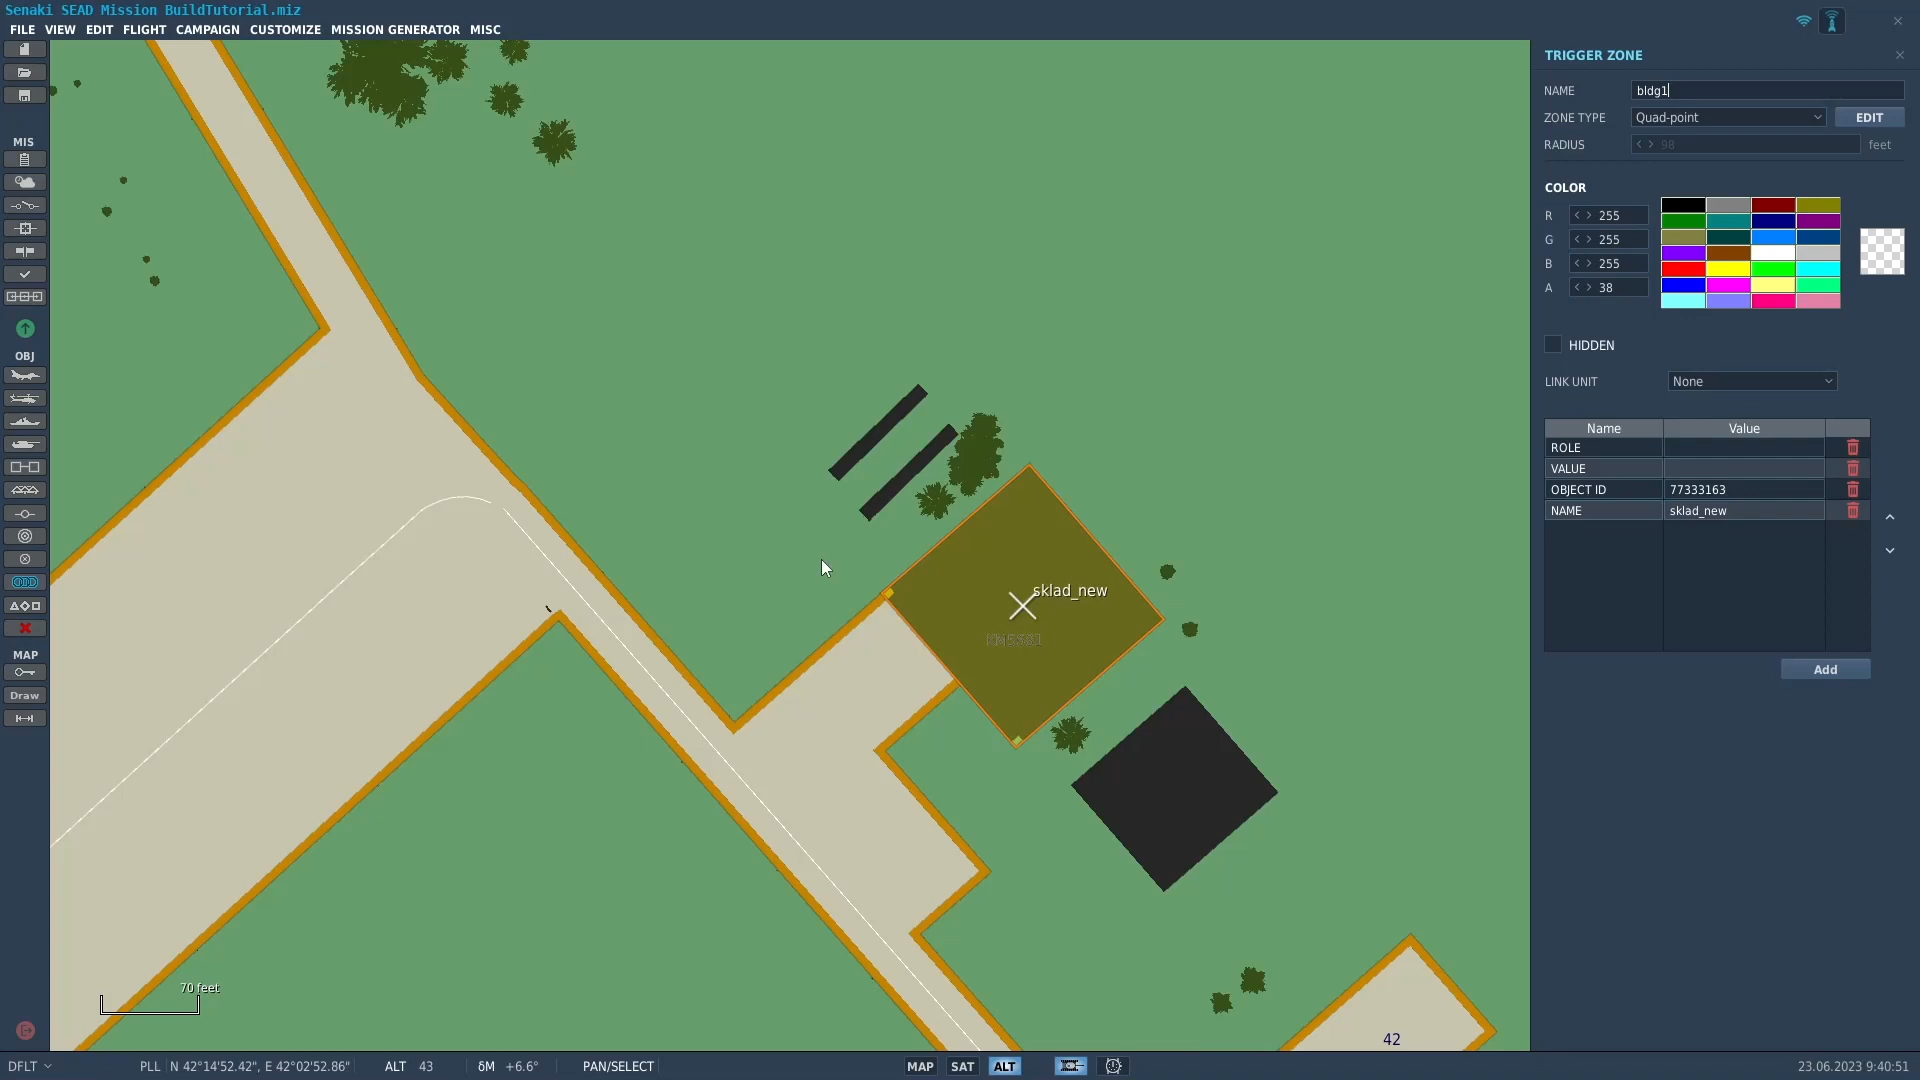 Senaki SEAD Mission BuildTutorial.miz
FILE VIEW EDIT FLIGHT CAMPAIGN CUSTOMIZE MISSION GENERATOR MISC
MIS
OBJ
MAP
Draw
sklad_new
70 feet
42
TRIGGER ZONE
NAME bldg1
ZONE TYPE Quad-point EDIT
RADIUS < > 98 feet
COLOR
R < > 255
G < > 255
B < > 255
A < > 38
HIDDEN
LINK UNIT None
Name Value
ROLE
VALUE
OBJECT ID 77333163
NAME sklad_new
Add
DFLT PLL N 42°14'52.42", E 42°02'52.86" ALT 43 δM +6.6° PAN/SELECT MAP SAT ALT 23.06.2023 9:40:51